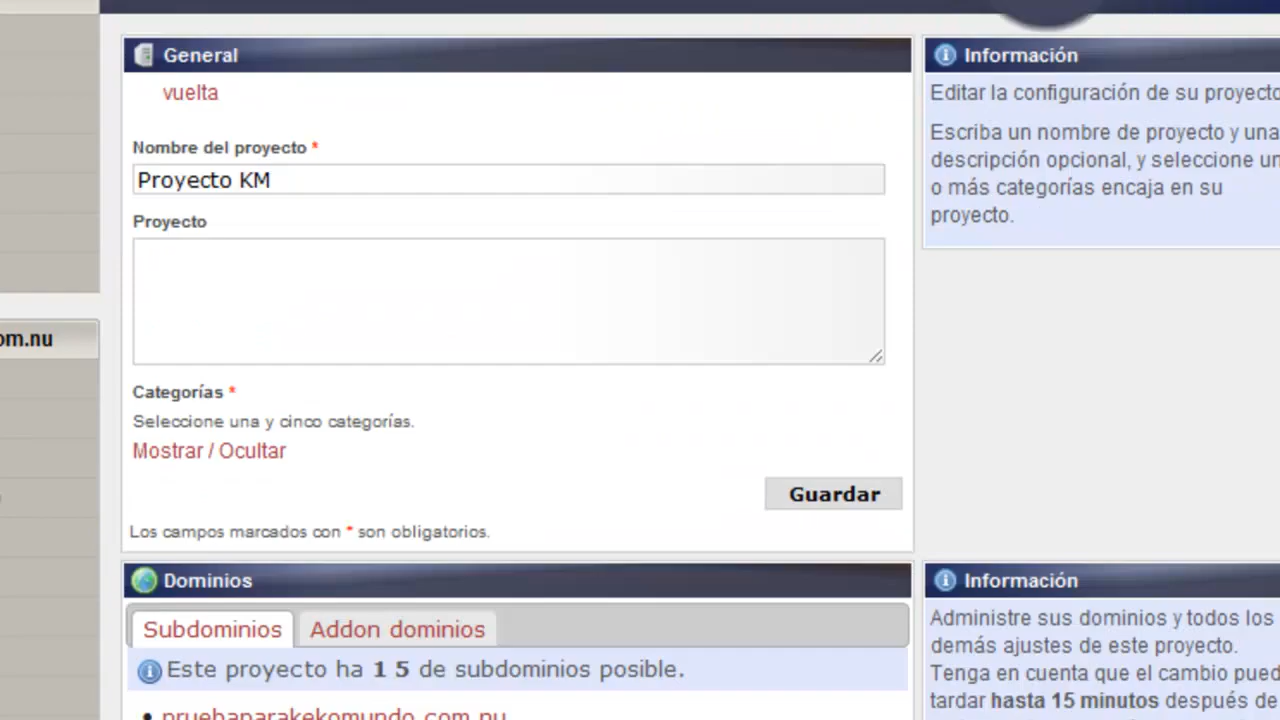 General
vuelta
Nombre del proyecto *
Proyecto KM
Proyecto
Categorías *
Seleccione una y cinco categorías.
Mostrar / Ocultar
Guardar
Los campos marcados con * son obligatorios.
Información
Editar la configuración de su proyecto
Escriba un nombre de proyecto y una
descripción opcional, y seleccione un
o más categorías encaja en su
proyecto.
om.nu
Dominios
Subdominios Addon dominios
Este proyecto ha 1 5 de subdominios posible.
pruebaparakekomundo.com.nu
Información
Administre sus dominios y todos los
demás ajustes de este proyecto.
Tenga en cuenta que el cambio pued
tardar hasta 15 minutos después de